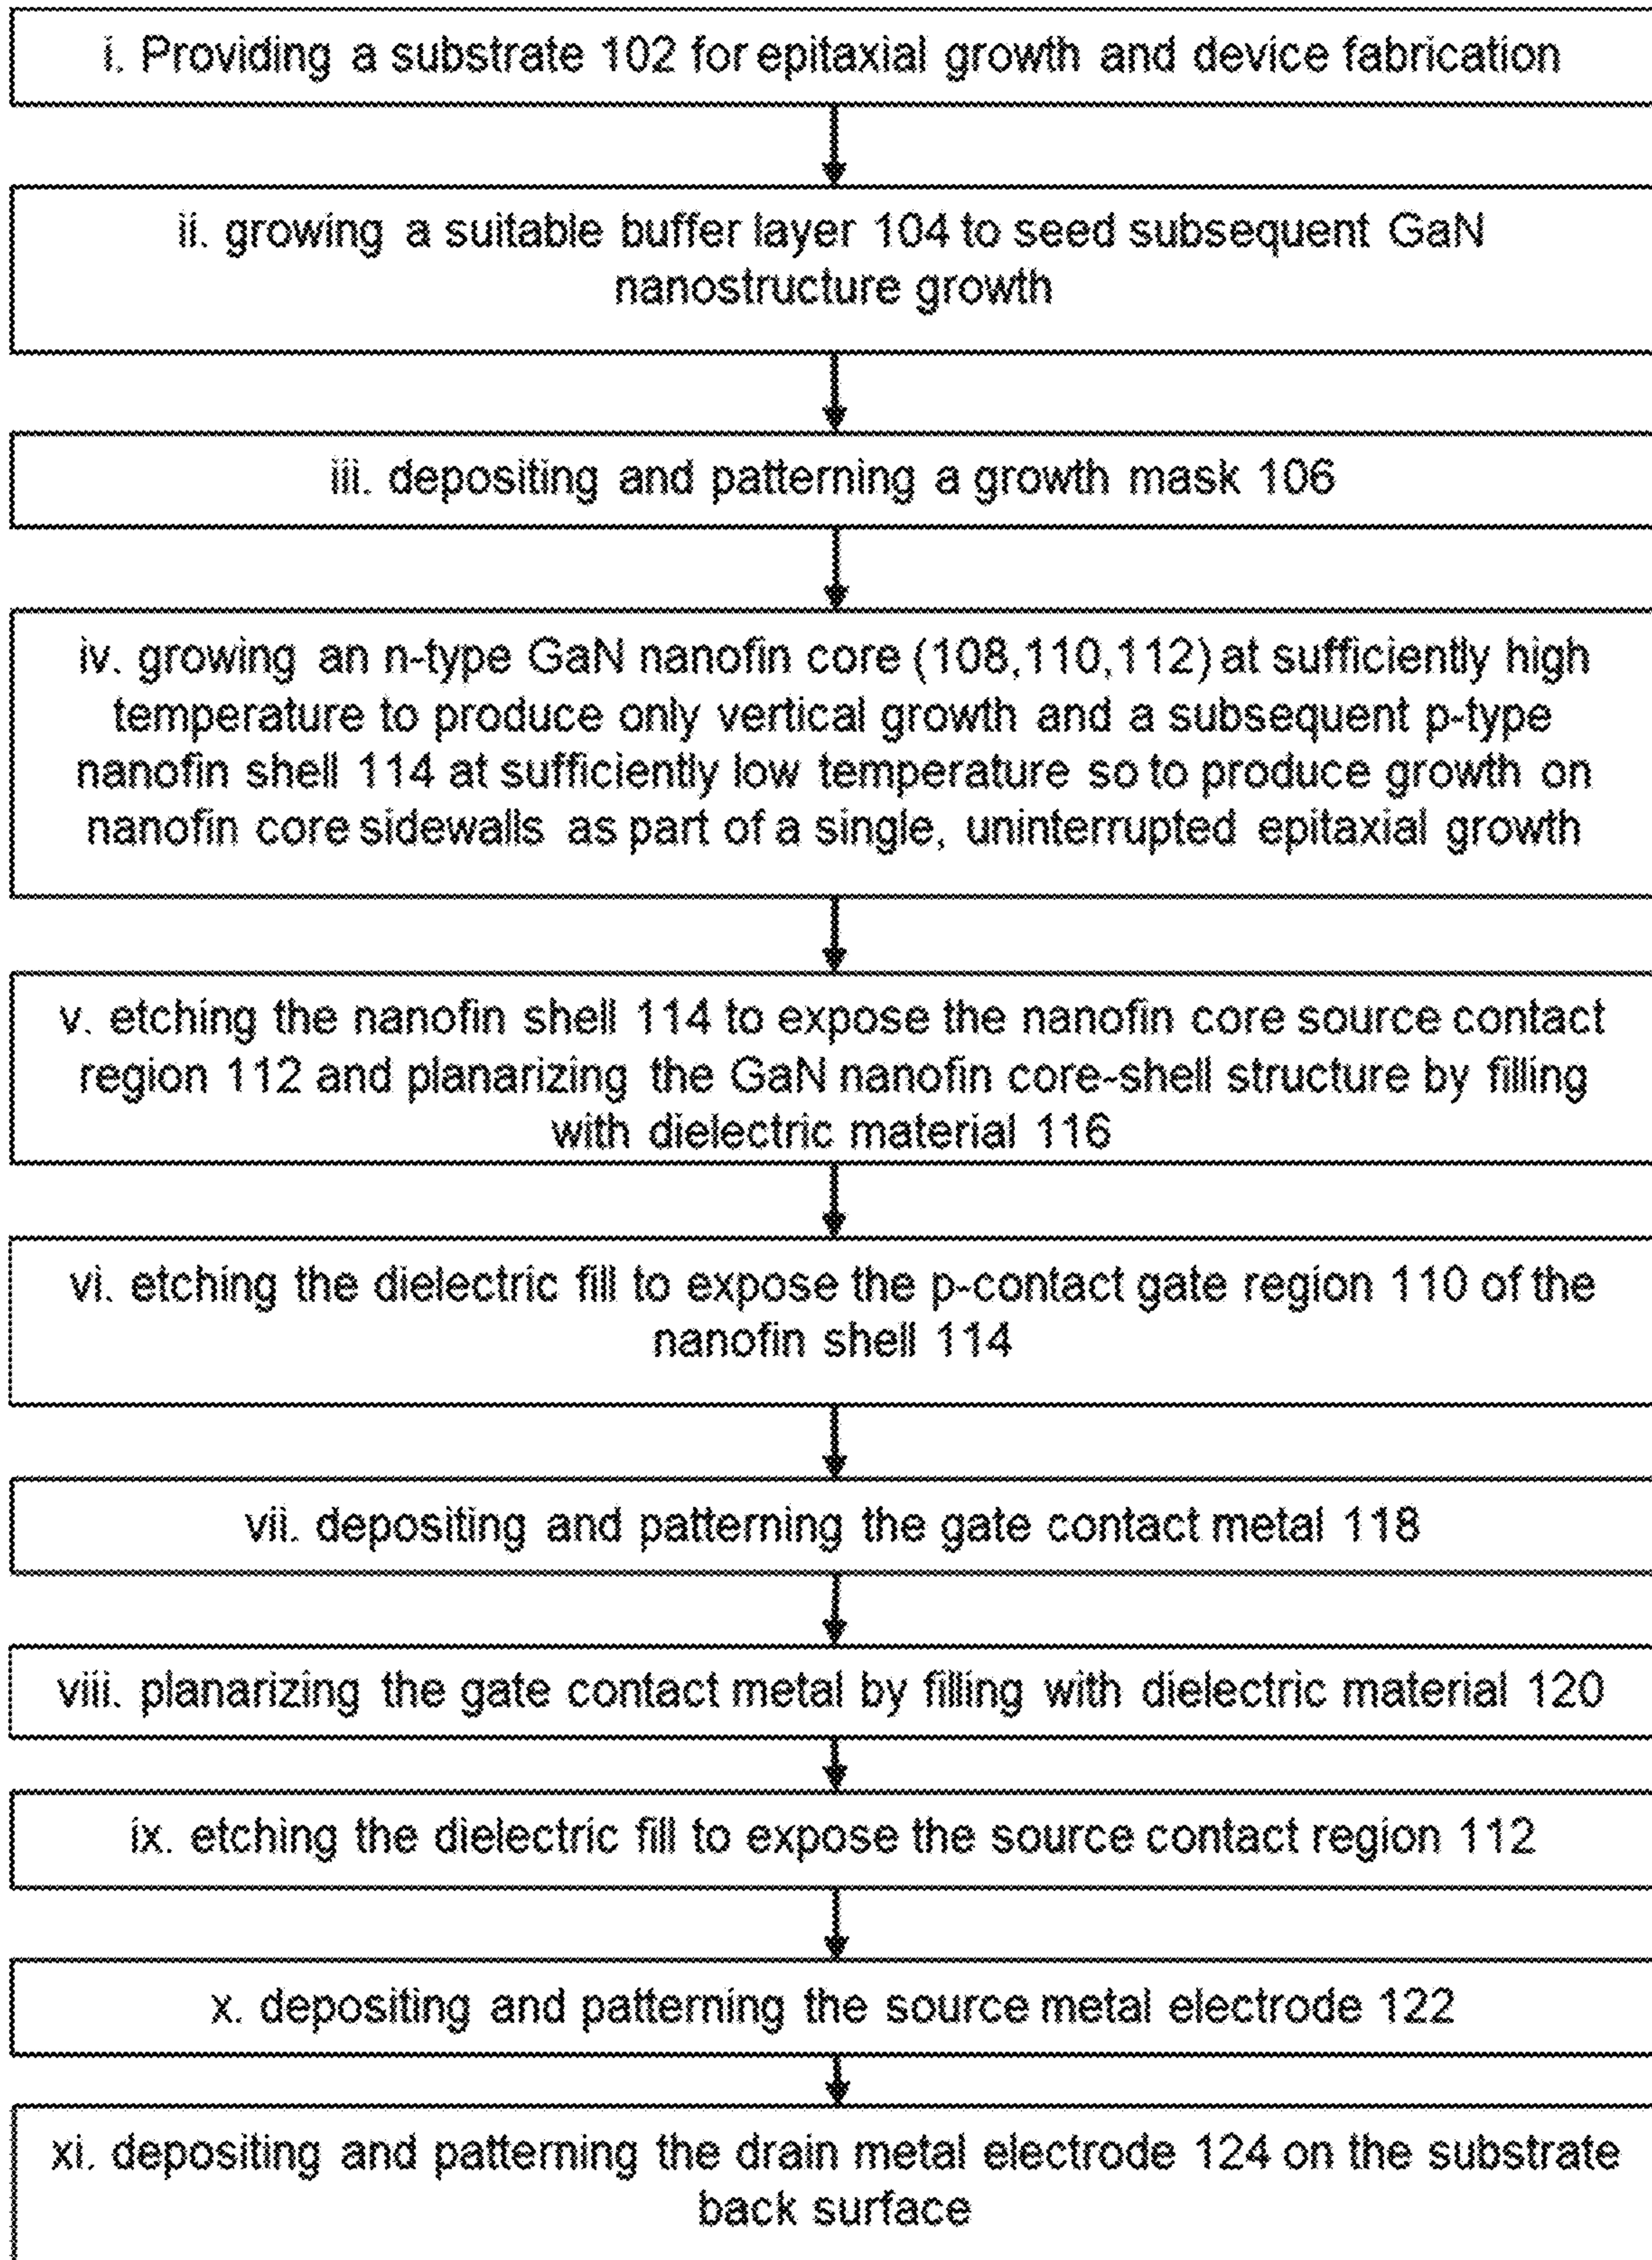 i. Providing a substrate 102 for epitaxial growth and device fabrication
ii. growing a suitable buffer layer 104 to seed subsequent GaN
nanostructure growth
iii. depositing and patterning a growth mask 106
iv. growing an n-type GaN nanofin core (108,110,112) at sufficiently high
temperature to produce only vertical growth and a subsequent p-type
nanofin shell 114 at sufficiently low temperature so to produce growth on
nanofin core sidewalls as part of a single, uninterrupted epitaxial growth
v. etching the nanofin shell 114 to expose the nanofin core source contact
region 112 and planarizing the GaN nanofin core-shell structure by filling
with dielectric material 116
vi. etching the dielectric fill to expose the p-contact gate region 110 of the
nanofin shell 114
vii. depositing and patterning the gate contact metal 118
viii. planarizing the gate contact metal by filling with dielectric material 120
ix. etching the dielectric fill to expose the source contact region 112
x. depositing and patterning the source metal electrode 122
xi. depositing and patterning the drain metal electrode 124 on the substrate
back surface